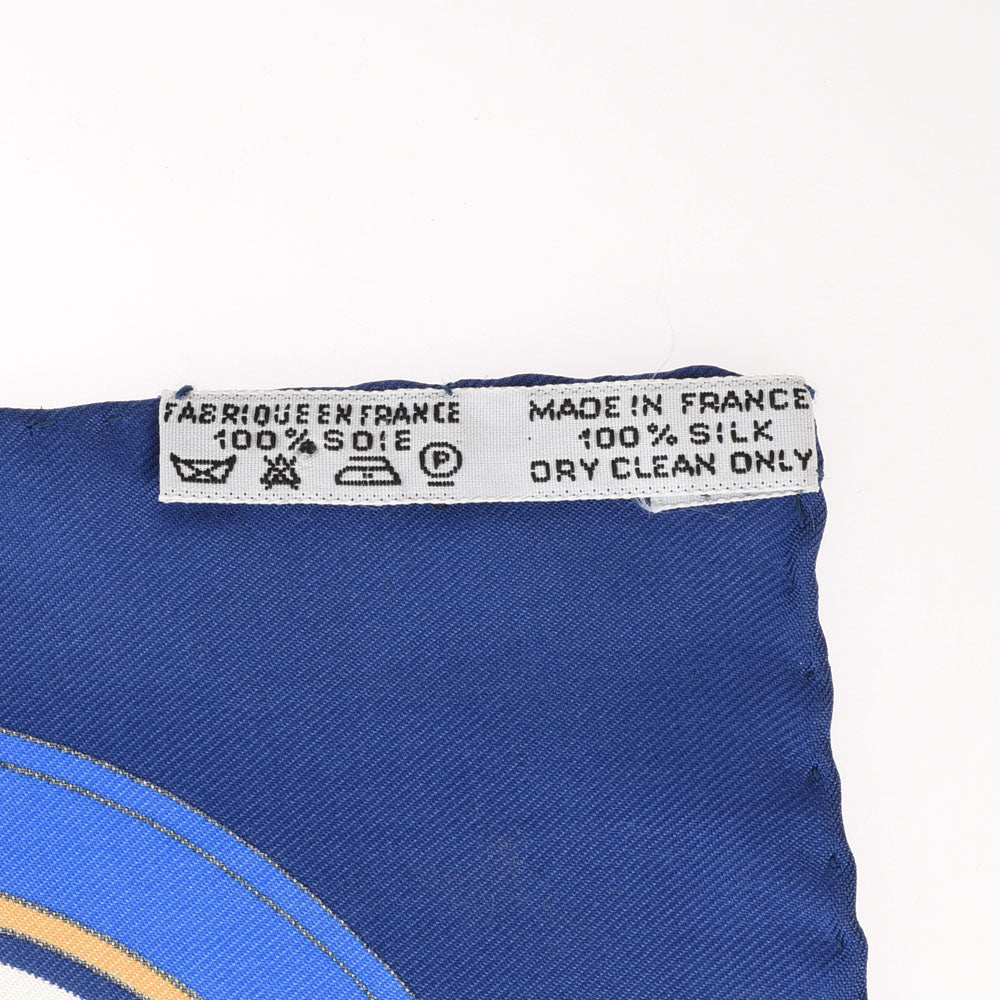 FABRIQUE EN FRANCE
100% SOIE
P
MADE IN FRANCE
100% SILK
DRY CLEAN ONLY